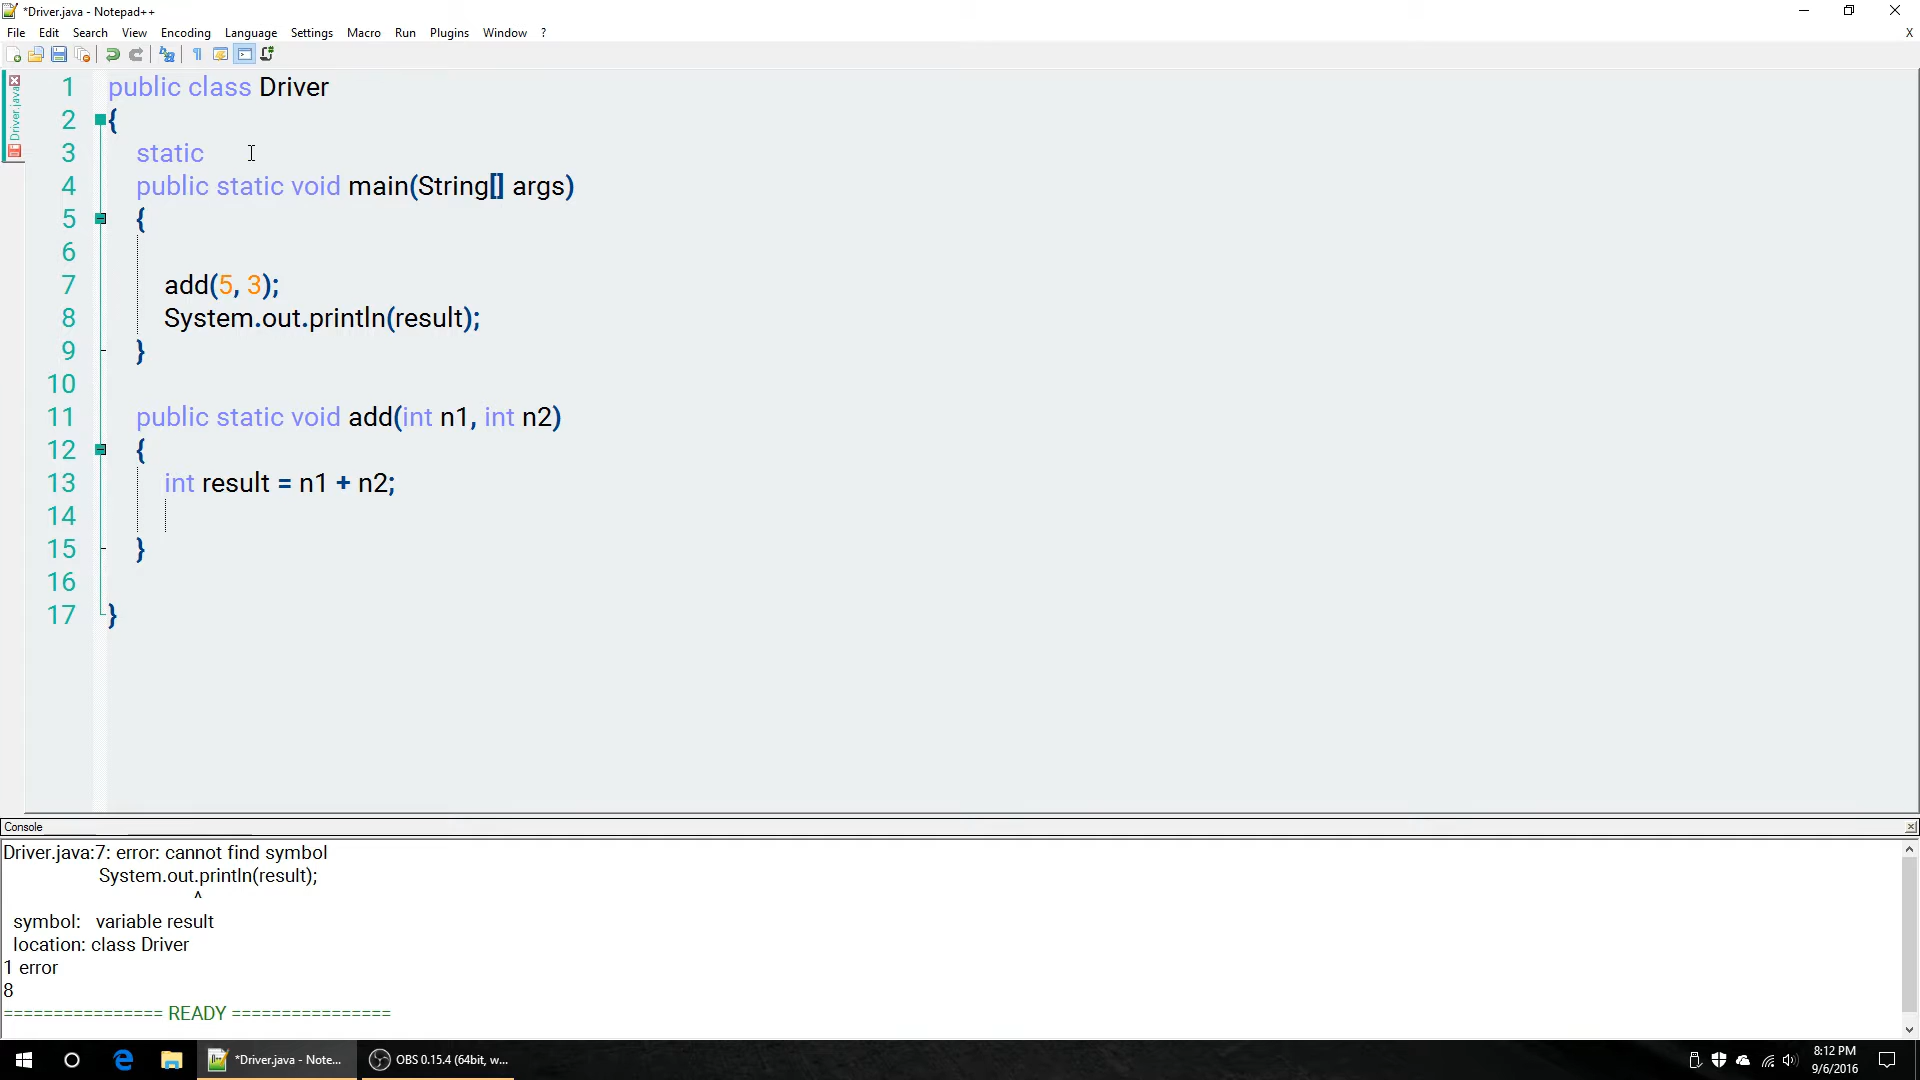 *Driver.java - Notepad++
File Edit Search View Encoding Language Settings Macro Run Plugins Window ?
X
Driver.java
1 public class Driver
2 {
3 static
4 public static void main(String[] args)
5 {
6
7 add(5, 3);
8 System.out.println(result);
9 }
10
11 public static void add(int n1, int n2)
12 {
13 int result = n1 + n2;
14
15 }
16
17 }
Console
Driver.java:7: error: cannot find symbol
System.out.println(result);
^
symbol: variable result
location: class Driver
1 error
8
================ READY ================
*Driver.java - Note...
OBS 0.15.4 (64bit, w...
8:12 PM
9/6/2016